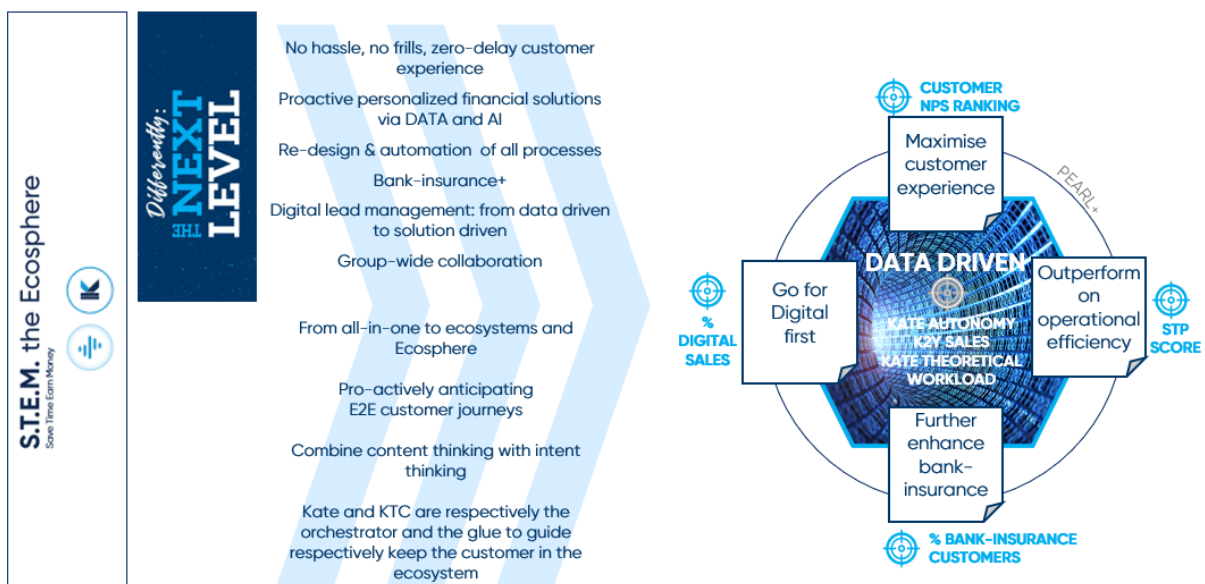 S.T.E.M. the Ecosphere
Save Time Earn Money
K
Differently:
THE
NEXT
LEVEL
No hassle, no frills, zero-delay customer
experience
Proactive personalized financial solutions
via DATA and AI
Re-design & automation of all processes
Bank-insurance+
Digital lead management: from data driven
to solution driven
Group-wide collaboration
From all-in-one to ecosystems and
Ecosphere
Pro-actively anticipating
E2E customer journeys
Combine content thinking with intent
thinking
Kate and KTC are respectively the
orchestrator and the glue to guide
respectively keep the customer in the
ecosystem
CUSTOMER
NPS RANKING
Maximise
customer
experience
PEARL+
%
DIGITAL
SALES
Go for
Digital
first
DATA DRIVEN
KATE AUTONOMY
K2Y SALES
KATE THEORETICAL
WORKLOAD
Outperform
on
operational
efficiency
STP
SCORE
Further
enhance
bank-
insurance
% BANK-INSURANCE
CUSTOMERS